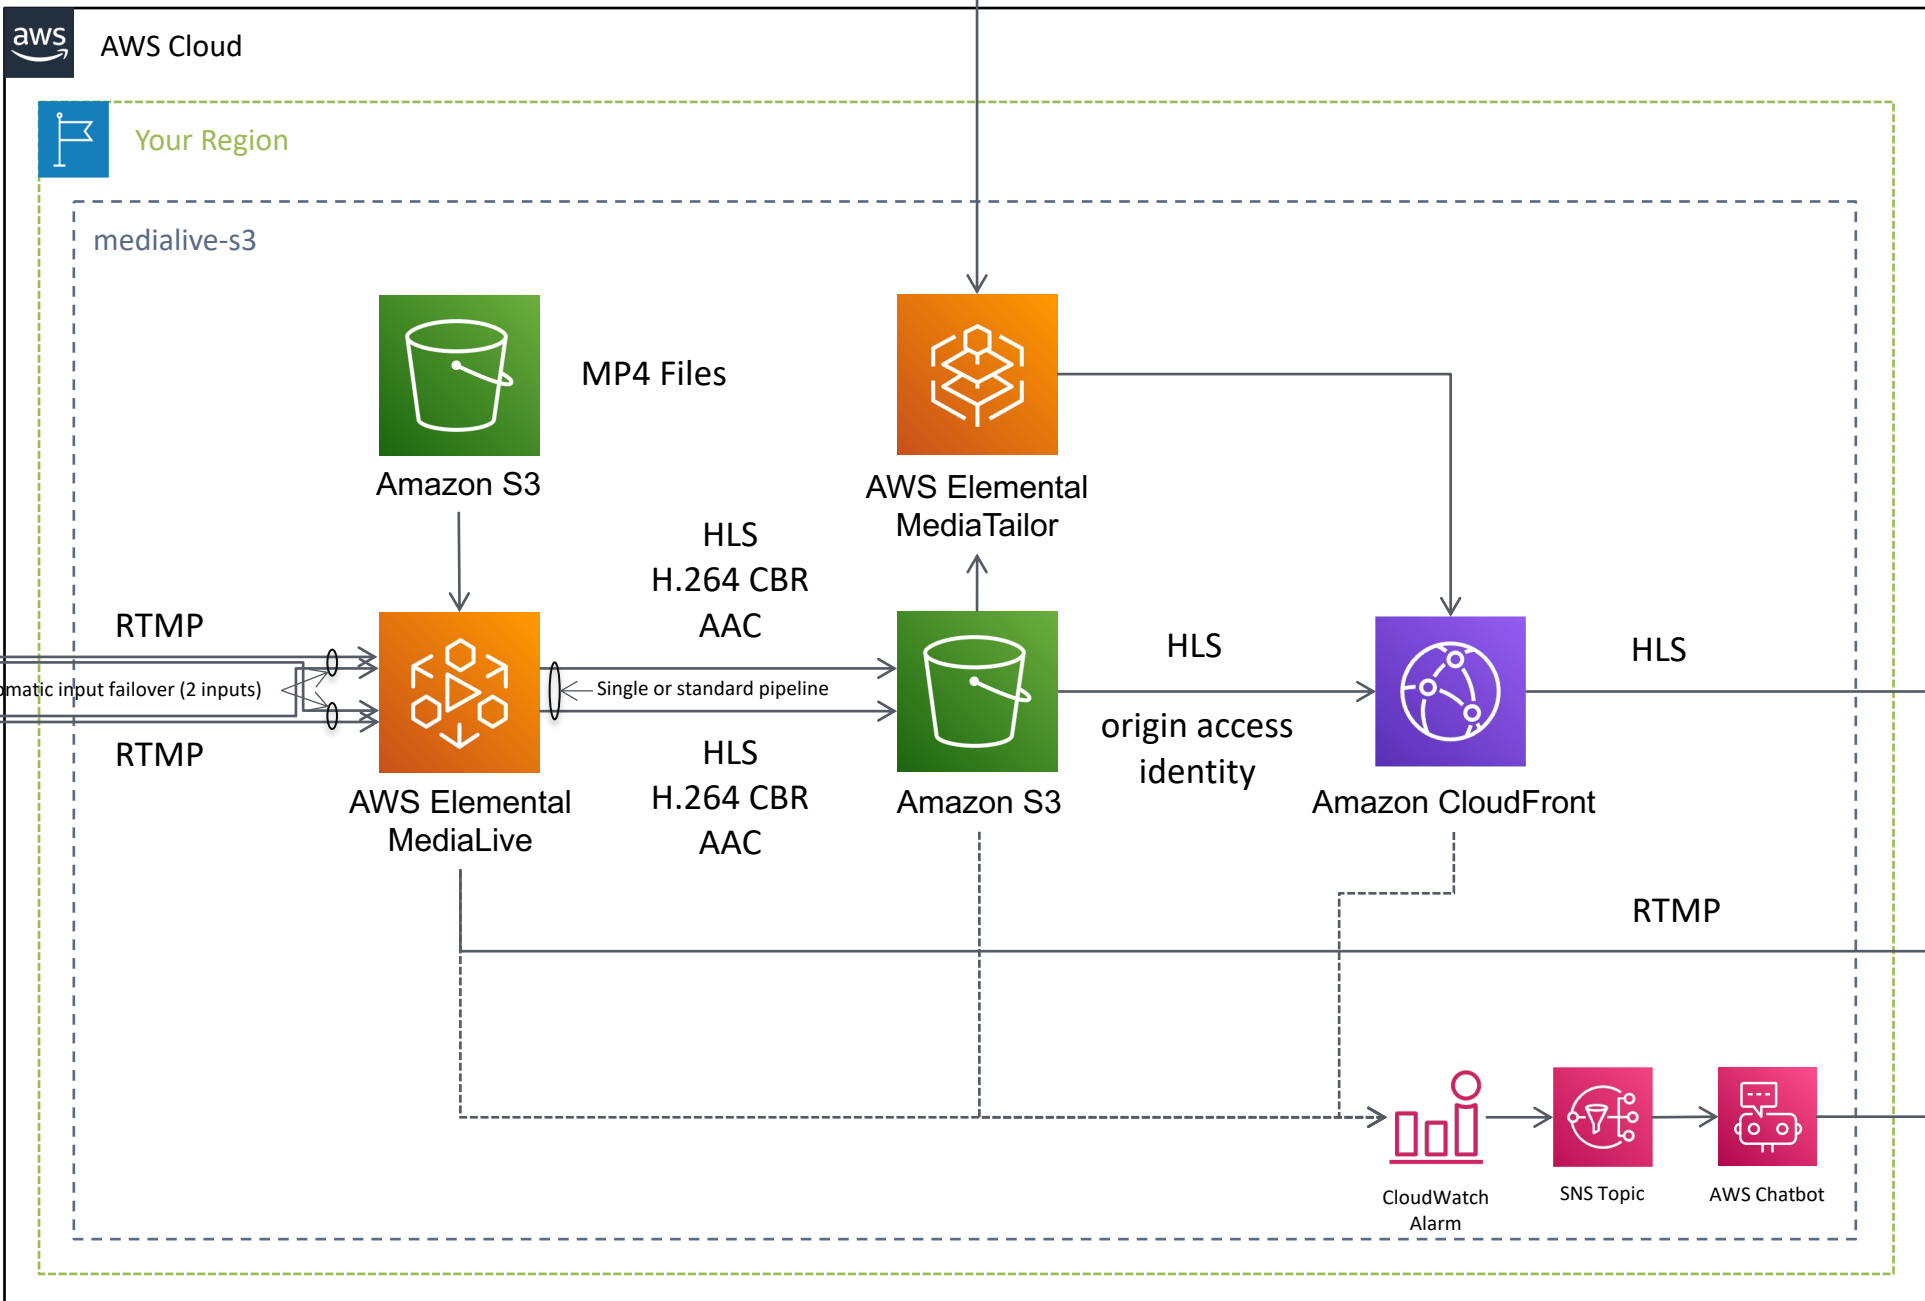 aws
AWS Cloud
Your Region
medialive-s3
MP4 Files
Amazon S3
AWS Elemental
MediaTailor
HLS
H.264 CBR
AAC
RTMP
input failover (2 inputs)
RTMP
Single or standard pipeline
HLS
origin access
identity
HLS
AWS Elemental
MediaLive
HLS
H.264 CBR
AAC
Amazon S3
Amazon CloudFront
RTMP
CloudWatch
Alarm
SNS Topic
AWS Chatbot